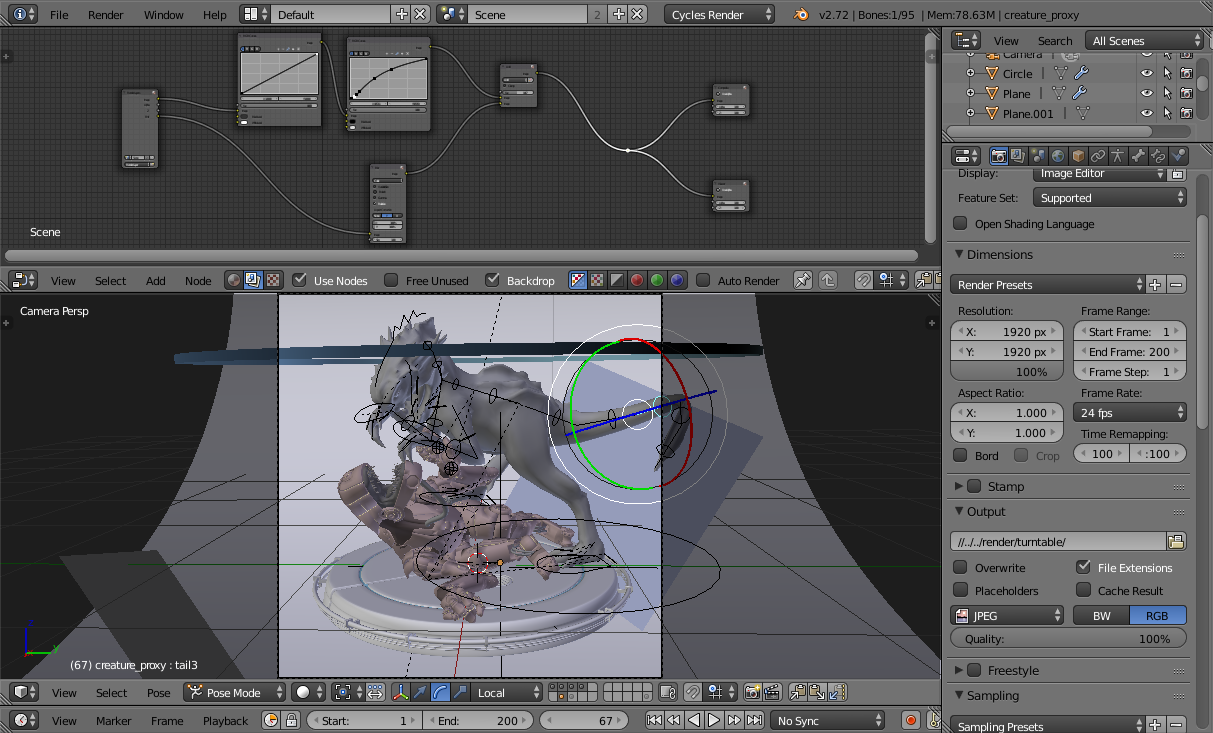 File Render Window Help Default Scene 2 Cycles Render v2.72 | Bones:1/95 | Mem:78.63M | creature_proxy
View Search All Scenes
Camera
Circle
Plane
Plane.001
Scene
Display: Image Editor
Feature Set: Supported
Open Shading Language
Dimensions
Render Presets
Resolution: Frame Range:
X: 1920 px Start Frame: 1
Y: 1920 px End Frame: 200
100% Frame Step: 1
Aspect Ratio: Frame Rate:
X: 1.000 24 fps
Y: 1.000 Time Remapping:
Bord Crop 100 :100
Stamp
Output
//../../render/turntable/
Overwrite File Extensions
Placeholders Cache Result
JPEG BW RGB
Quality: 100%
Freestyle
Sampling
Sampling Presets
View Select Add Node Use Nodes Free Unused Backdrop Auto Render
Camera Persp
(67) creature_proxy : tail3
View Select Pose Pose Mode Local
View Marker Frame Playback Start: 1 End: 200 67 No Sync